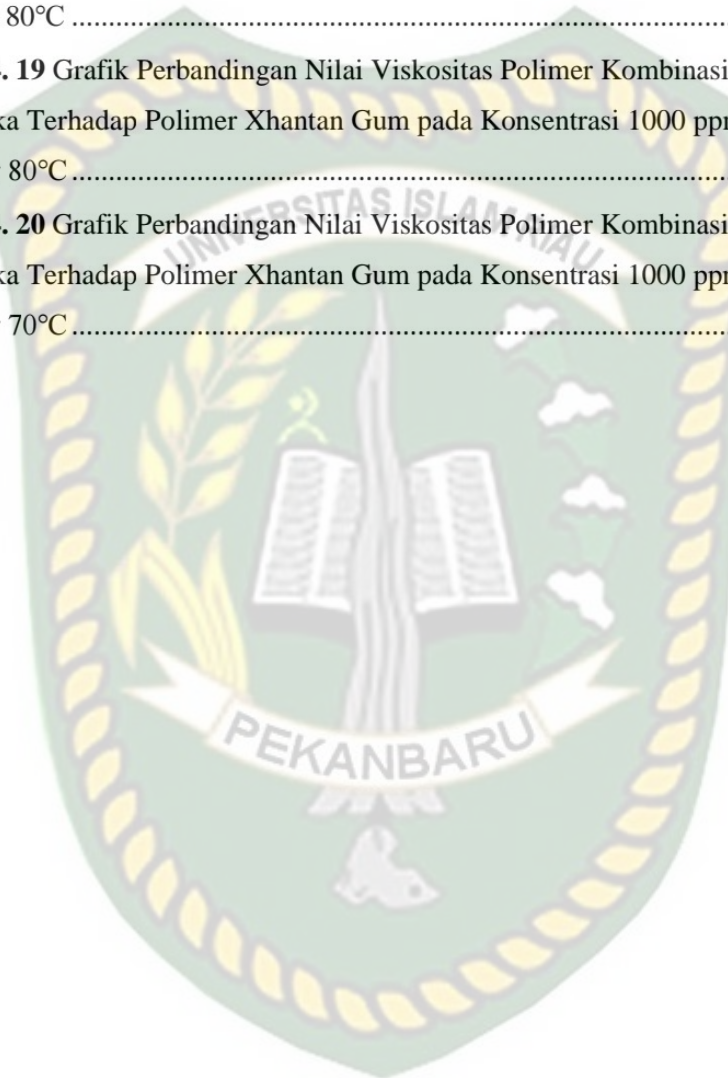 80°C ........................................................................................
. 19 Grafik Perbandingan Nilai Viskositas Polimer Kombinasi
ka Terhadap Polimer Xhantan Gum pada Konsentrasi 1000 ppm
80°C ........................................................................................
. 20 Grafik Perbandingan Nilai Viskositas Polimer Kombinasi
ka Terhadap Polimer Xhantan Gum pada Konsentrasi 1000 ppm
70°C ........................................................................................
UNIVERSITAS ISLAM RIAU
PEKANBARU